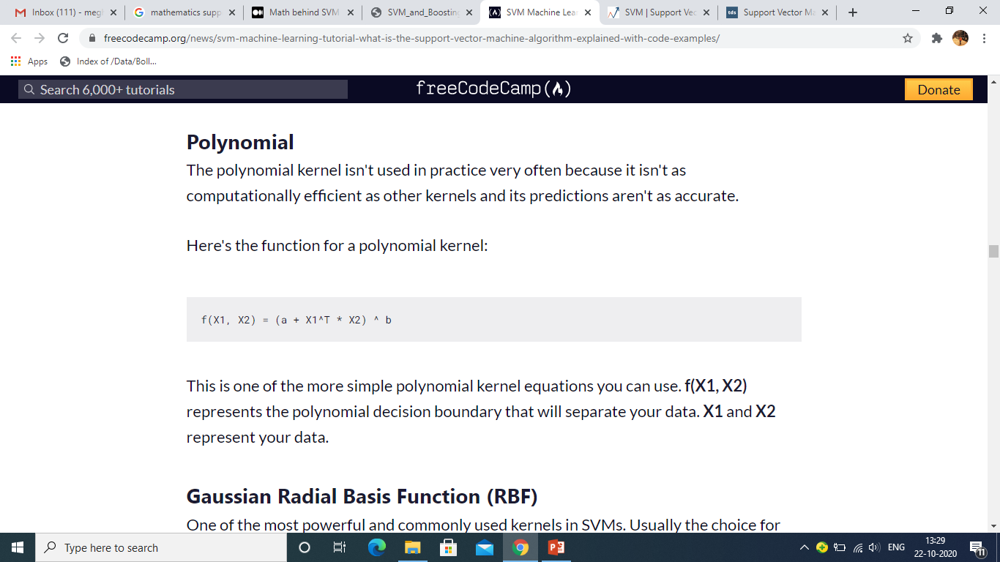 Inbox (111) - meg
mathematics supp
Math behind SVM
SVM_and_Boosting
SVM Machine Lea
SVM | Support Vec
tds
Support Vector Ma
freecodecamp.org/news/svm-machine-learning-tutorial-what-is-the-support-vector-machine-algorithm-explained-with-code-examples/
Apps
Index of /Data/Boll...
Search 6,000+ tutorials
freeCodeCamp
Donate
Polynomial
The polynomial kernel isn't used in practice very often because it isn't as
computationally efficient as other kernels and its predictions aren't as accurate.
Here's the function for a polynomial kernel:
f(X1, X2) = (a + X1^T * X2) ^ b
This is one of the more simple polynomial kernel equations you can use. f(X1, X2)
represents the polynomial decision boundary that will separate your data. X1 and X2
represent your data.
Gaussian Radial Basis Function (RBF)
One of the most powerful and commonly used kernels in SVMs. Usually the choice for
Type here to search
ENG
13:29
22-10-2020
11